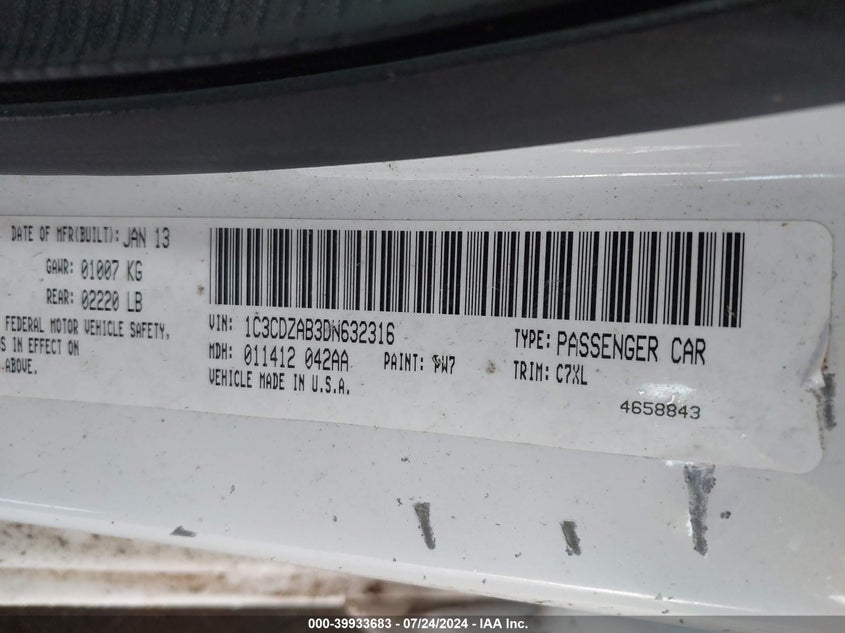 DATE OF MFR(BUILT): JAN 13
GAWR: 01007 KG
REAR: 02220 LB
FEDERAL MOTOR VEHICLE SAFETY,
S IN EFFECT ON
ABOVE.
VIN: 1C3CDZAB3DN632316
MDH: 011412 042AA PAINT: PW7
VEHICLE MADE IN U.S.A.
TYPE: PASSENGER CAR
TRIM: C7XL
4658843
000-39933683 - 07/24/2024 - IAA Inc.